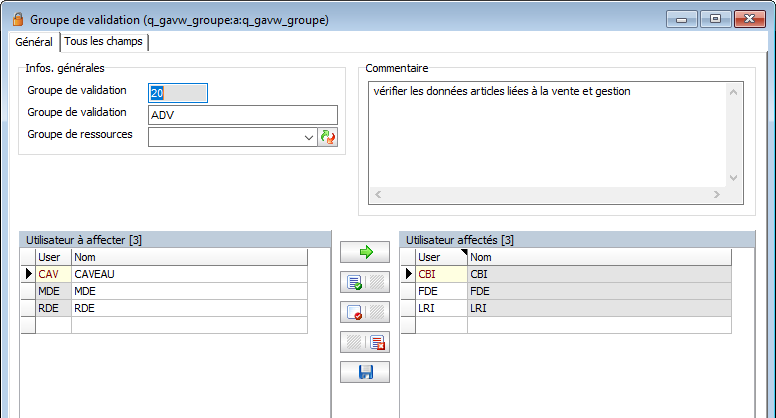 Groupe de validation (q_gavw_groupe:a:q_gavw_groupe)
Général Tous les champs
Infos. générales
Groupe de validation 20
Groupe de validation ADV
Groupe de ressources
Commentaire
vérifier les données articles liées à la vente et gestion
Utilisateur à affecter [3]
User Nom
CAV CAVEAU
MDE MDE
RDE RDE
Utilisateur affectés [3]
User Nom
CBI CBI
FDE FDE
LRI LRI